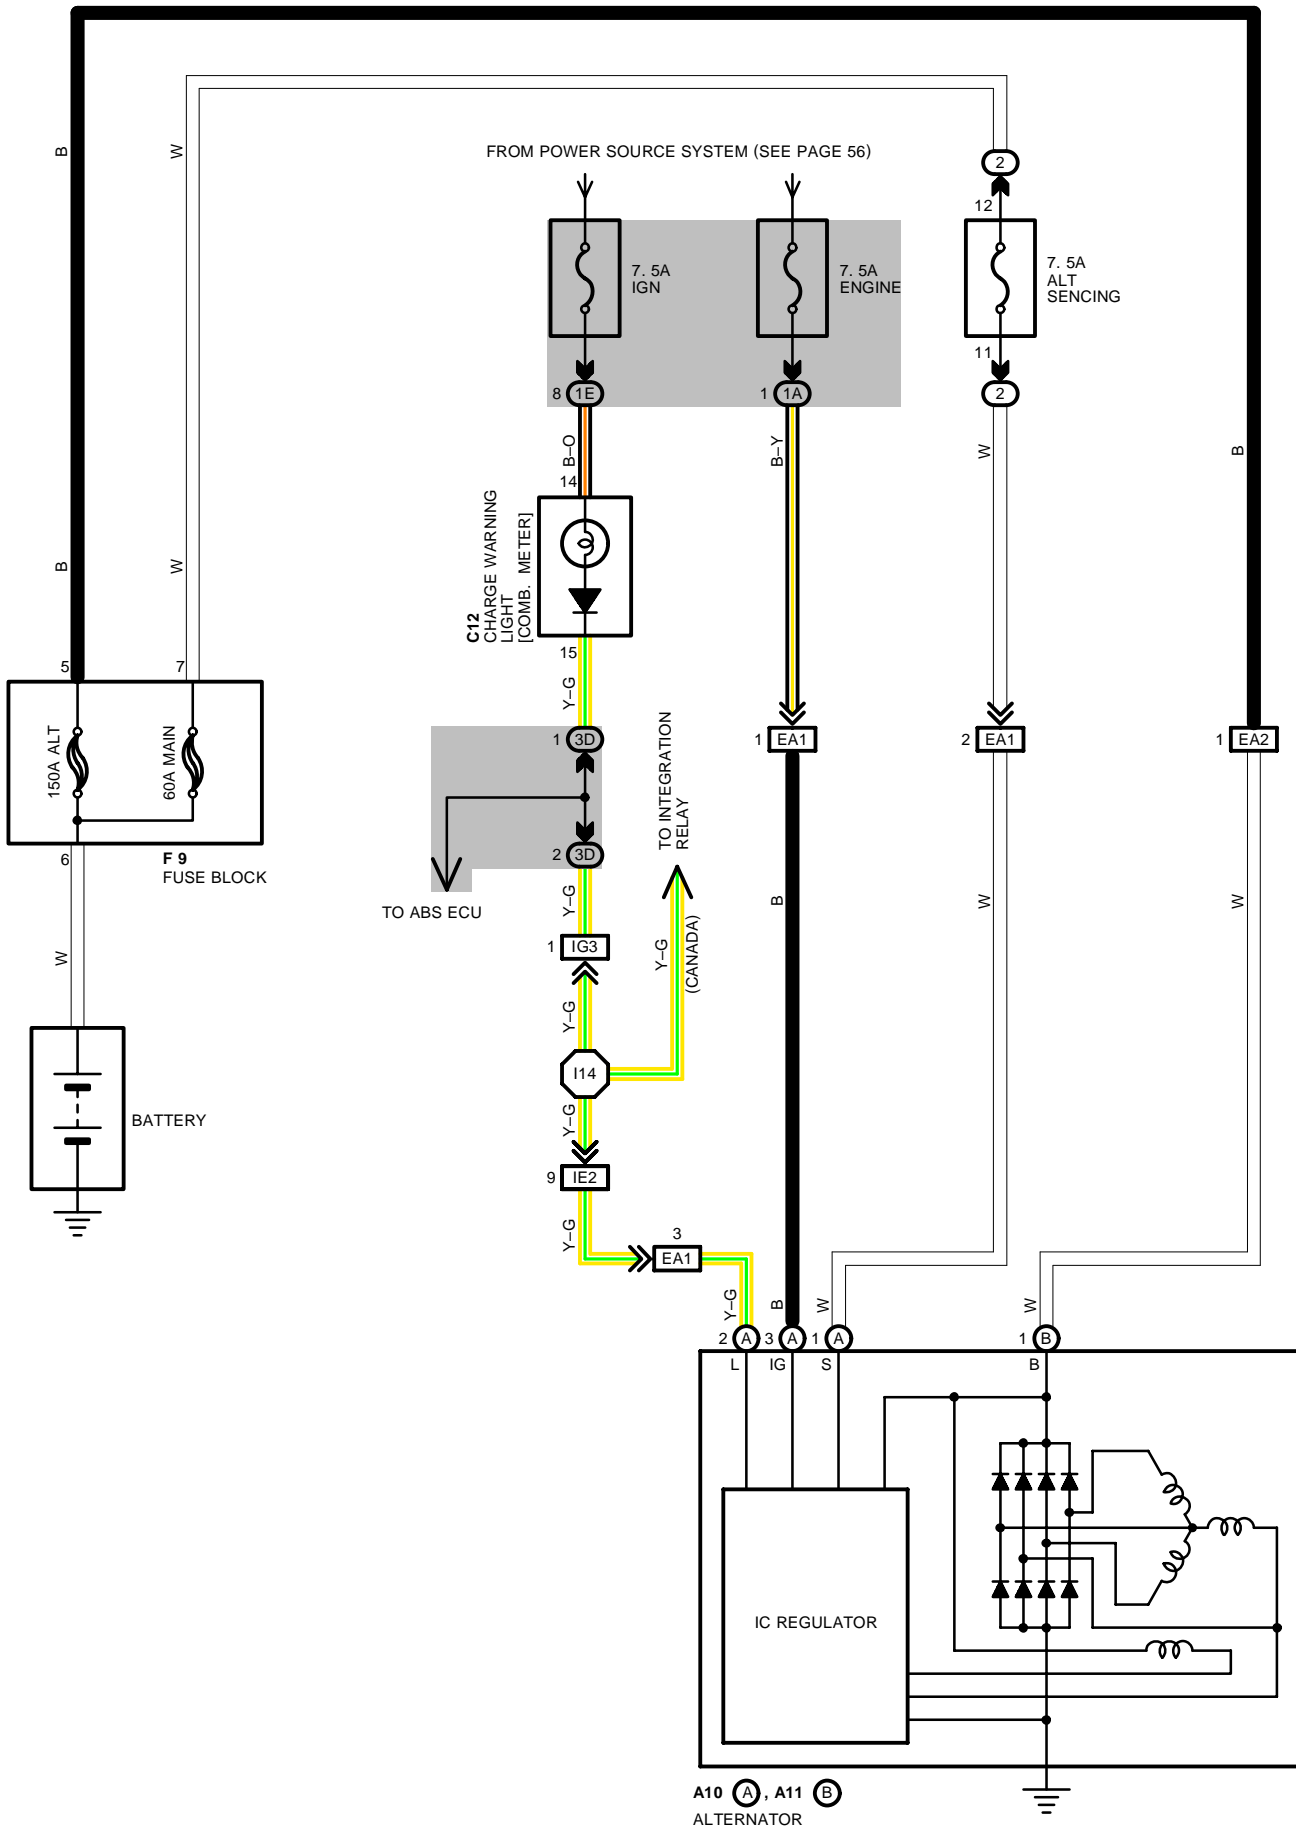 FROM POWER SOURCE SYSTEM (SEE PAGE 56)
B
W
2
12
7. 5A
IGN
7. 5A
ENGINE
7. 5A
ALT
SENCING
11
8 1E
1 1A
2
B–O
B–Y
W
B
14
C12
CHARGE WARNING
LIGHT
[COMB. METER]
B
W
15
5
7
Y–G
150A ALT
60A MAIN
1 3D
1 EA1
2 EA1
1 EA2
TO INTEGRATION
RELAY
2 3D
6
F 9
FUSE BLOCK
TO ABS ECU
Y–G
B
W
W
W
1 IG3
Y–G
(CANADA)
Y–G
I14
BATTERY
Y–G
9 IE2
Y–G
3
EA1
Y–G
B
W
W
2 A
3 A
1 A
1 B
L
IG
S
B
IC REGULATOR
A10 A , A11 B
ALTERNATOR